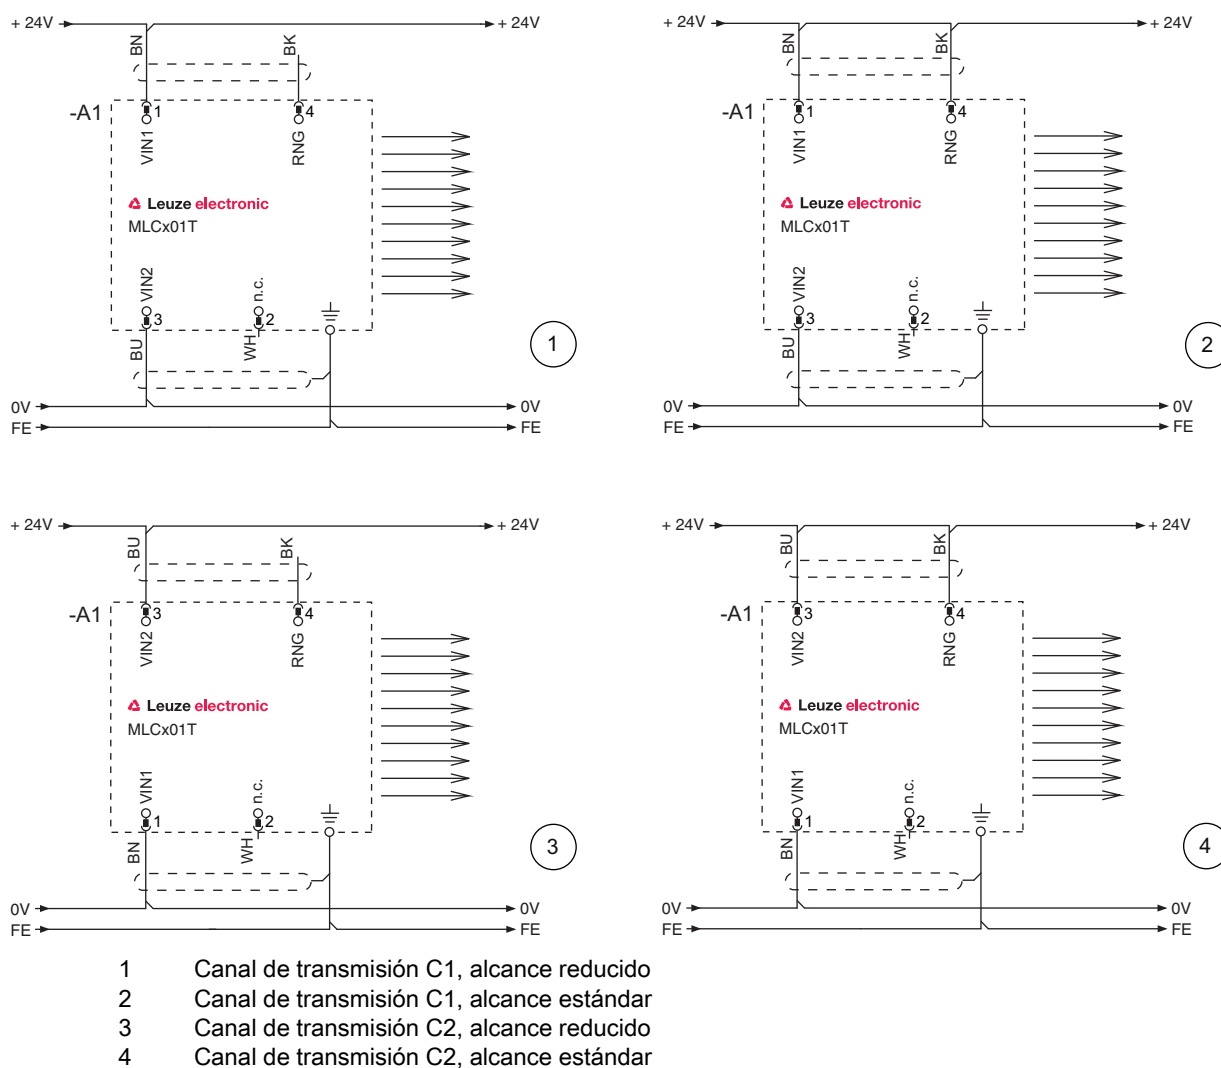 + 24V
+ 24V
BN
BK
-A1
1
4
VIN1
RNG
Leuze electronic
MLCx01T
VIN2
n.c.
3
2
BU
WH
1
0V
0V
FE
FE
+ 24V
+ 24V
BN
BK
-A1
1
4
VIN1
RNG
Leuze electronic
MLCx01T
VIN2
n.c.
3
2
BU
WH
2
0V
0V
FE
FE
+ 24V
+ 24V
BU
BK
-A1
3
4
VIN2
RNG
Leuze electronic
MLCx01T
VIN1
n.c.
1
2
BN
WH
3
0V
0V
FE
FE
+ 24V
+ 24V
BU
BK
-A1
3
4
VIN2
RNG
Leuze electronic
MLCx01T
VIN1
n.c.
1
2
BN
WH
4
0V
0V
FE
FE
1 Canal de transmisión C1, alcance reducido
2 Canal de transmisión C1, alcance estándar
3 Canal de transmisión C2, alcance reducido
4 Canal de transmisión C2, alcance estándar